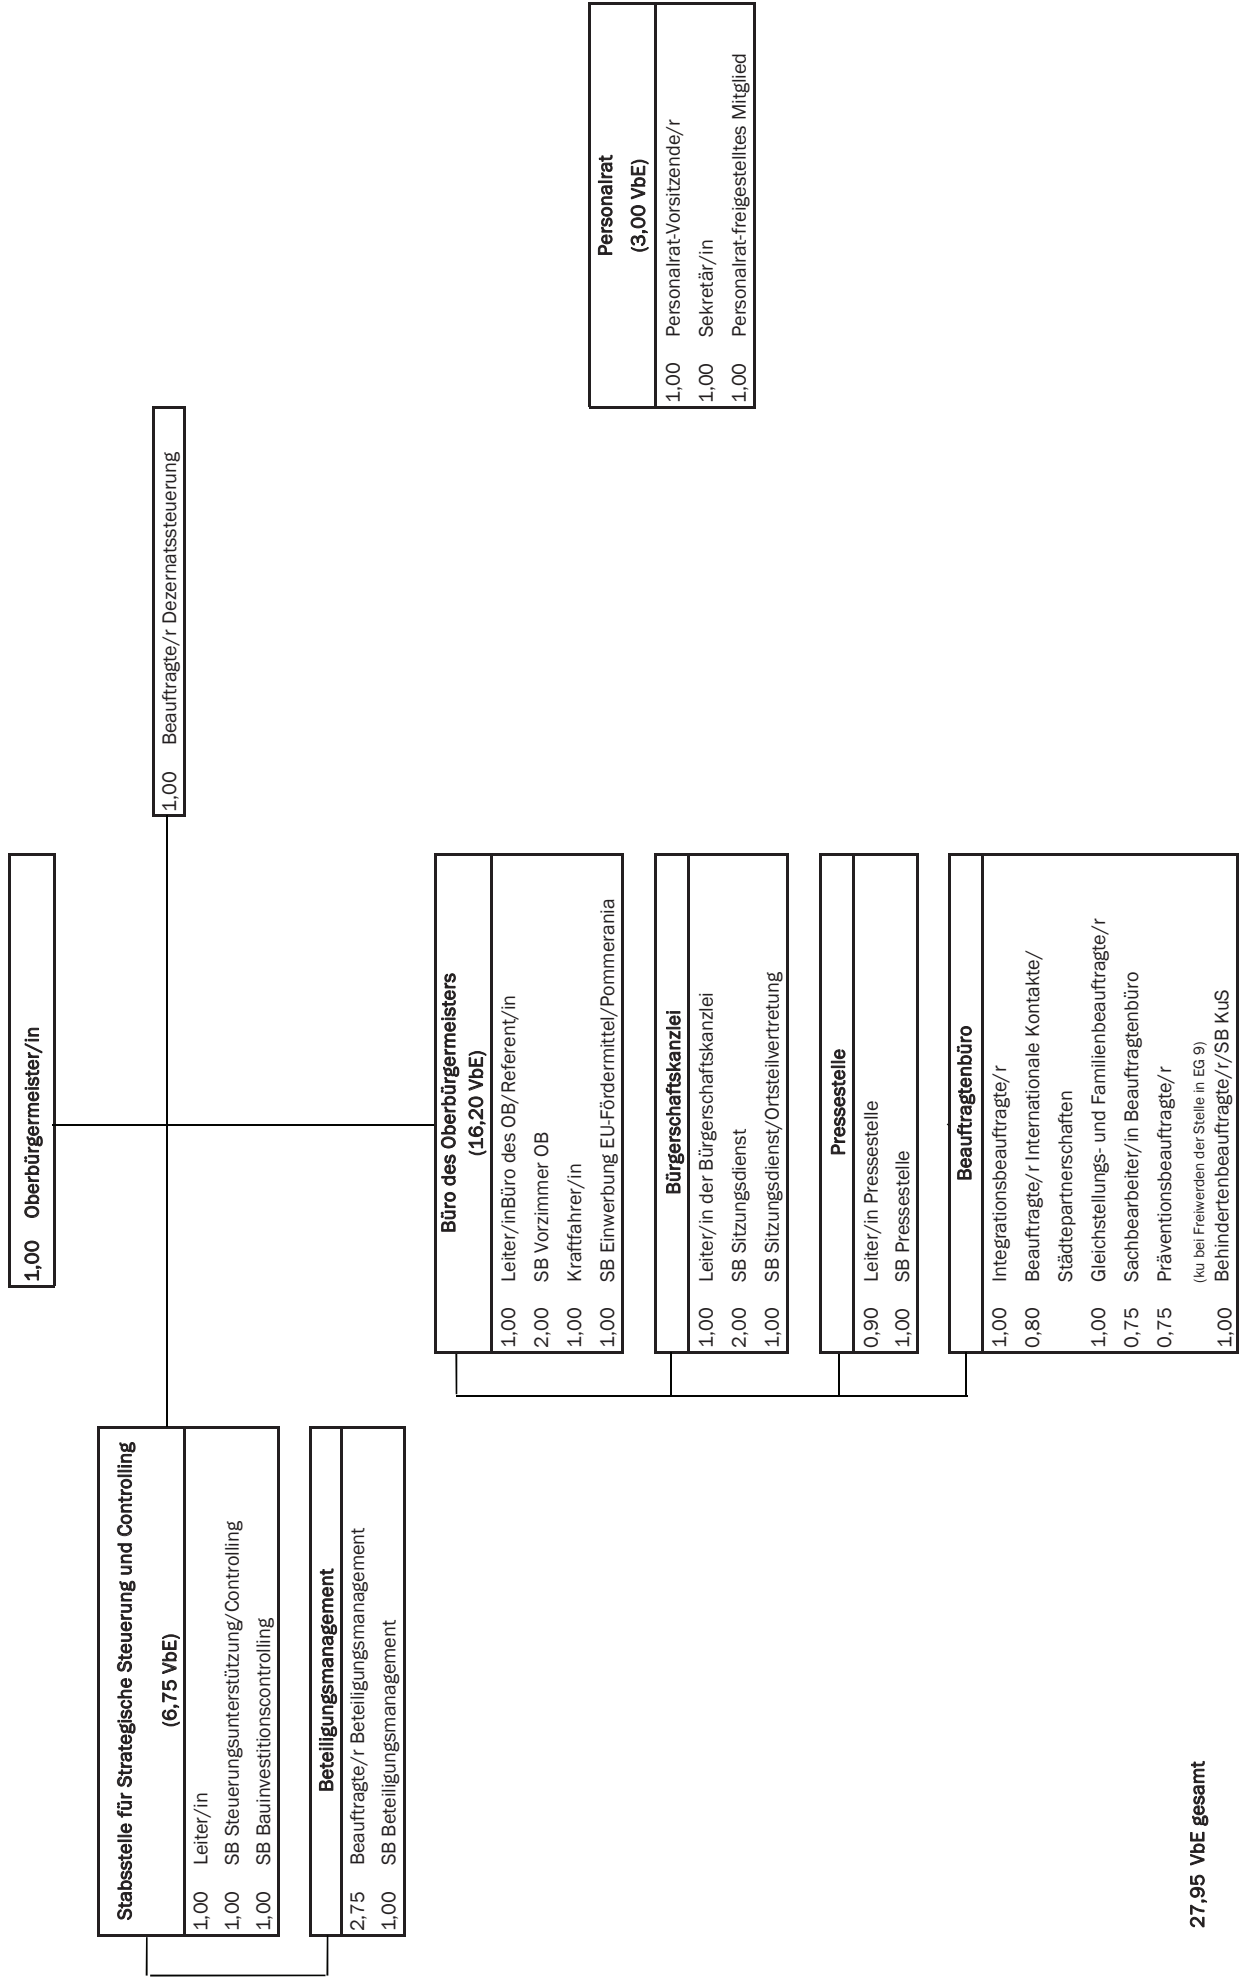 1,00 Oberbürgermeister/in
Stabsstelle für Strategische Steuerung und Controlling
(6,75 VbE)
1,00 Leiter/in
1,00 SB Steuerungsunterstützung/Controlling
1,00 SB Bauinvestitionscontrolling
Beteiligungsmanagement
2,75 Beauftragte/r Beteiligungsmanagement
1,00 SB Beteiligungsmanagement
1,00 Beauftragte/r Dezernatssteuerung
Büro des Oberbürgermeisters
(16,20 VbE)
1,00 Leiter/inBüro des OB/Referent/in
2,00 SB Vorzimmer OB
1,00 Kraftfahrer/in
1,00 SB Einwerbung EU-Fördermittel/Pommerania
Bürgerschaftskanzlei
1,00 Leiter/in der Bürgerschaftskanzlei
2,00 SB Sitzungsdienst
1,00 SB Sitzungsdienst/Ortsteilvertretung
Pressestelle
0,90 Leiter/in Pressestelle
1,00 SB Pressestelle
Beauftragtenbüro
1,00 Integrationsbeauftragte/r
0,80 Beauftragte/r Internationale Kontakte/
Städtepartnerschaften
1,00 Gleichstellungs- und Familienbeauftragte/r
0,75 Sachbearbeiter/in Beauftragtenbüro
0,75 Präventionsbeauftragte/r
(ku bei Freiwerden der Stelle in EG 9)
1,00 Behindertenbeauftragte/r/SB KuS
Personalrat
(3,00 VbE)
1,00 Personalrat-Vorsitzende/r
1,00 Sekretär/in
1,00 Personalrat-freigestelltes Mitglied
27,95 VbE gesamt